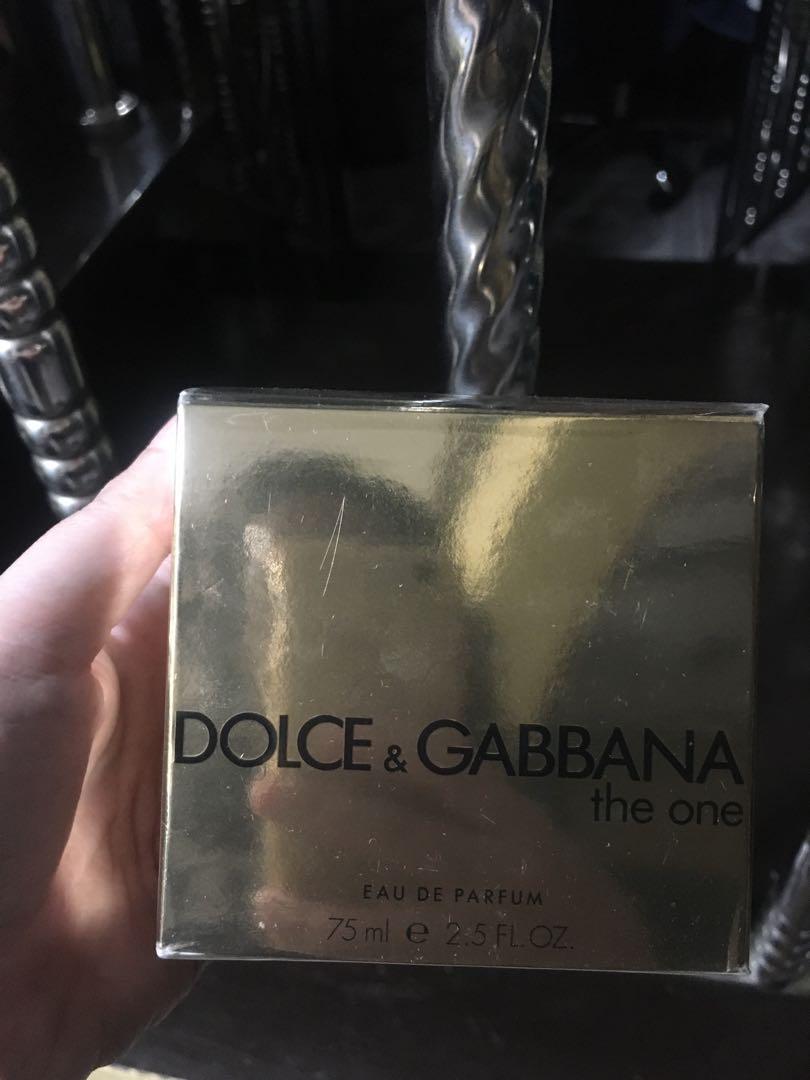 DOLCE & GABBANA
the one
EAU DE PARFUM
75 ml e 2.5 FL. OZ.